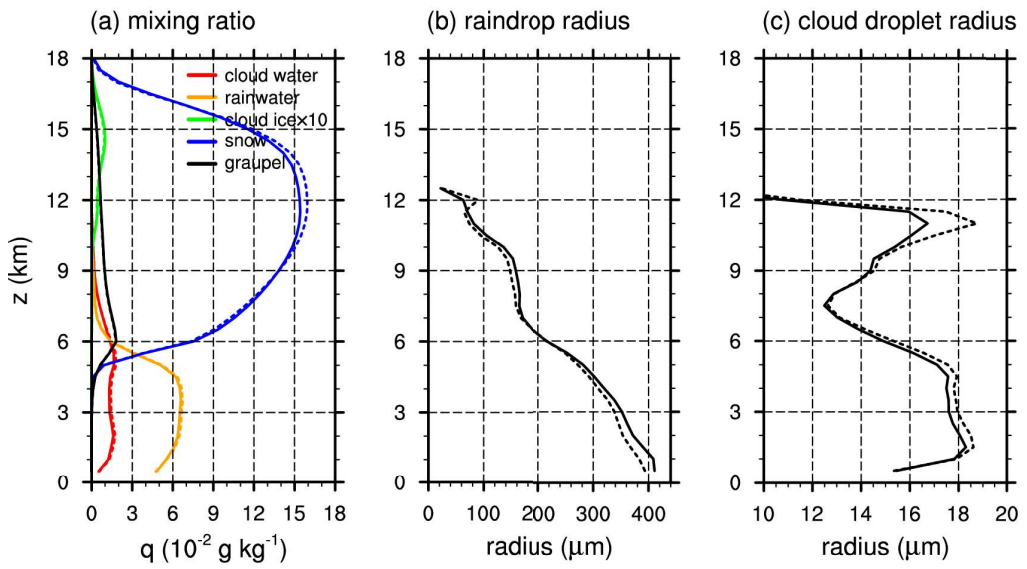 (a) mixing ratio
(b) raindrop radius
(c) cloud droplet radius
18
15
12
9
6
3
0
z (km)
cloud water
rainwater
cloud ice×10
snow
graupel
0 3 6 9 12 15 18
q (10⁻² g kg⁻¹)
18
15
12
9
6
3
0
0 100 200 300 400
radius (μm)
18
15
12
9
6
3
0
10 12 14 16 18 20
radius (μm)